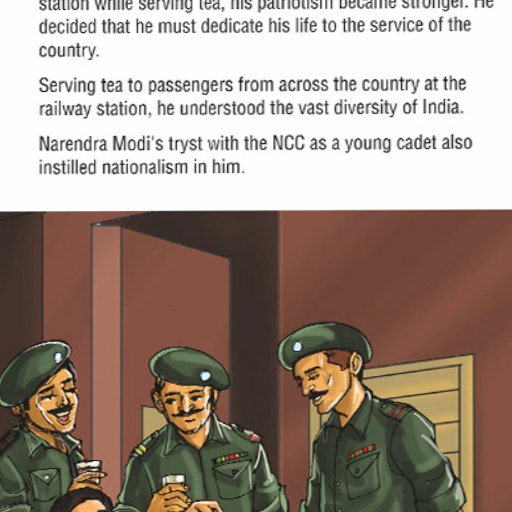 station while serving tea, his patriotism became stronger. He
decided that he must dedicate his life to the service of the
country.
Serving tea to passengers from across the country at the
railway station, he understood the vast diversity of India.
Narendra Modi's tryst with the NCC as a young cadet also
instilled nationalism in him.